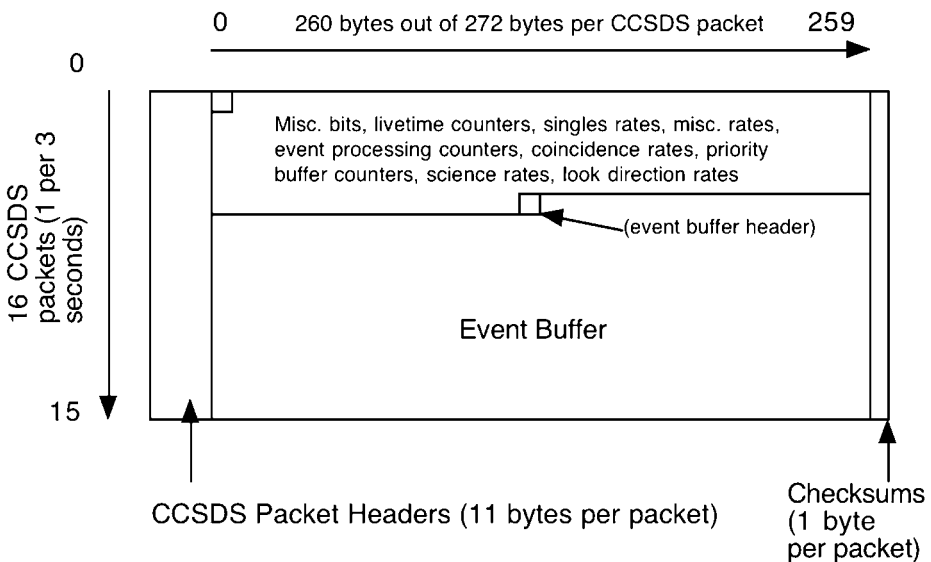 0 260 bytes out of 272 bytes per CCSDS packet 259
0
16 CCSDS
packets (1 per 3
seconds)
Misc. bits, livetime counters, singles rates, misc. rates,
event processing counters, coincidence rates, priority
buffer counters, science rates, look direction rates
(event buffer header)
Event Buffer
15
CCSDS Packet Headers (11 bytes per packet)
Checksums
(1 byte
per packet)